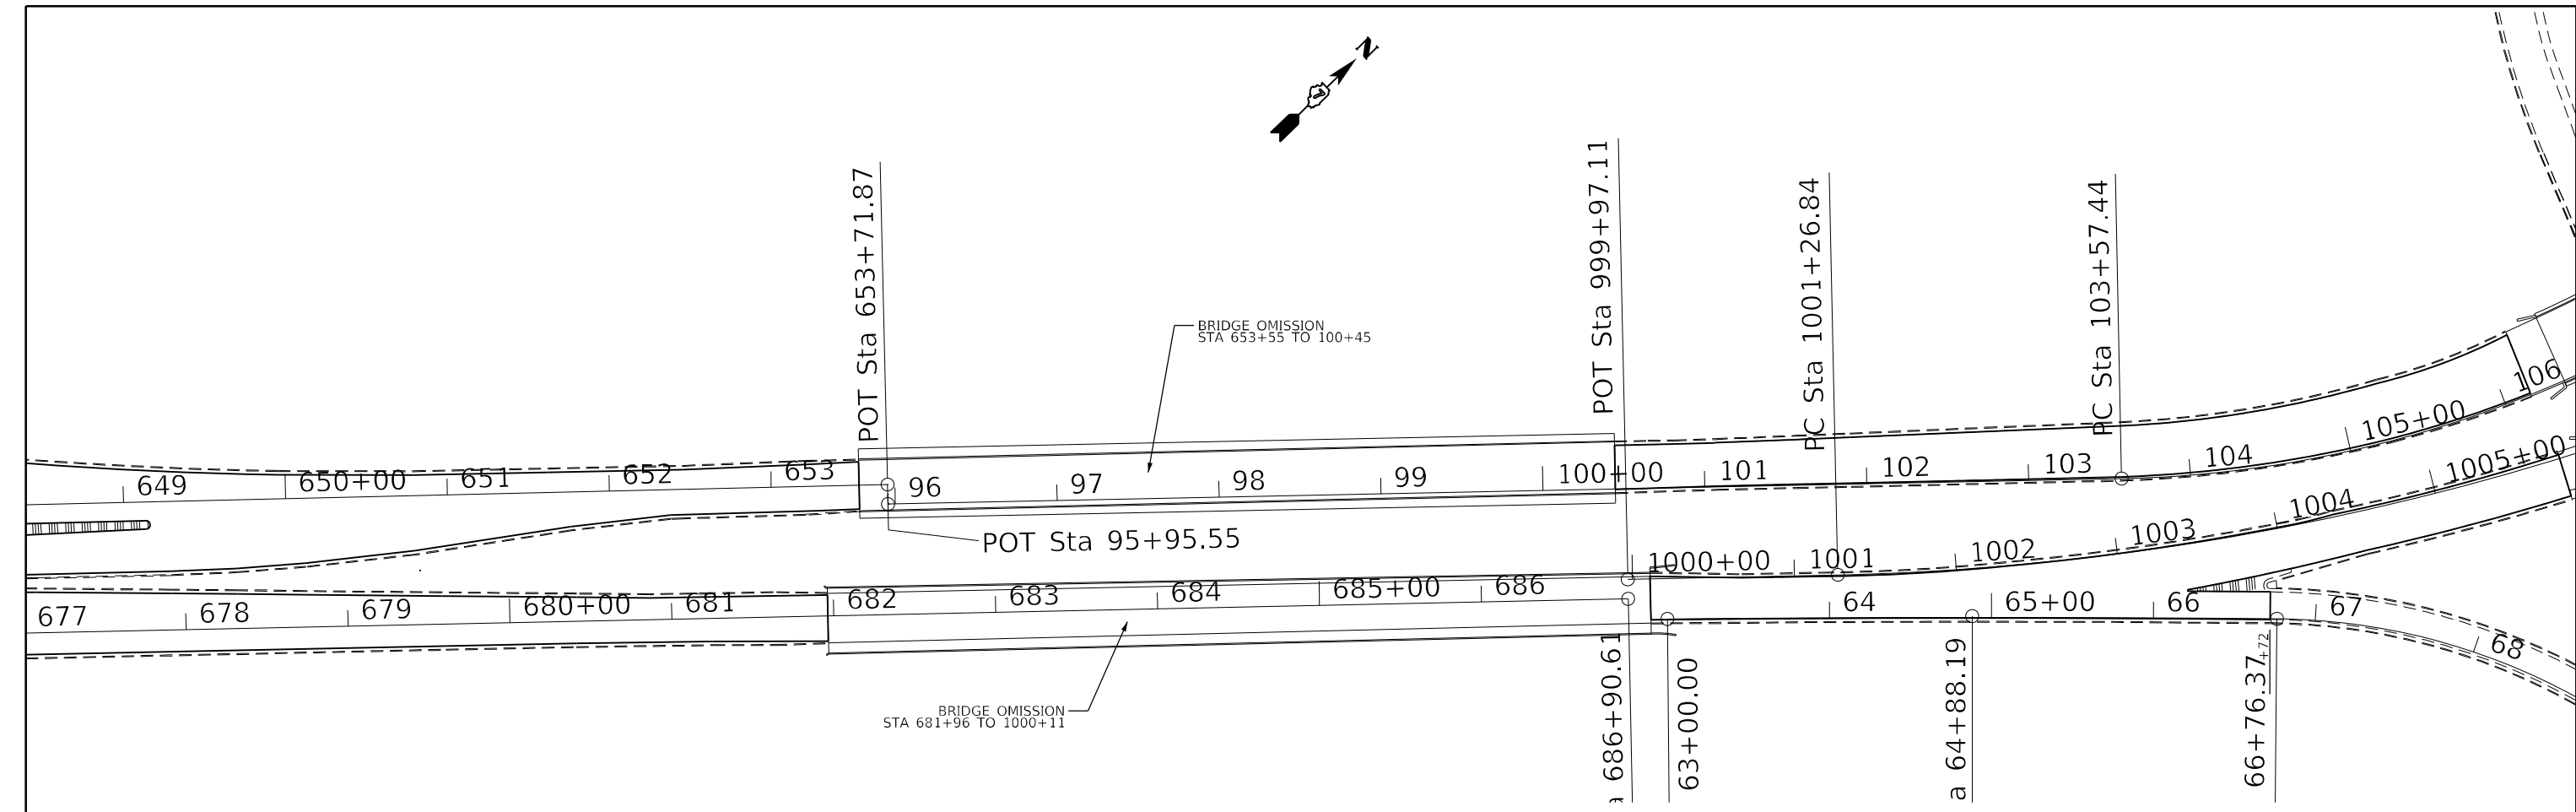 N
POT Sta 653+71.87
POT Sta 999+97.11
PC Sta 1001+26.84
PC Sta 103+57.44
BRIDGE OMISSION
STA 653+55 TO 100+45
649 650+00 651 652 653
96 97 98 99 100+00 101 102 103 104 105+00 106
POT Sta 95+95.55
1000+00 1001 1002 1003 1004 1005+00
677 678 679 680+00 681 682 683 684 685+00 686
64 65+00 66 67 68
BRIDGE OMISSION
STA 681+96 TO 1000+11
a 686+90.61
63+00.00
a 64+88.19
66+76.37
+72